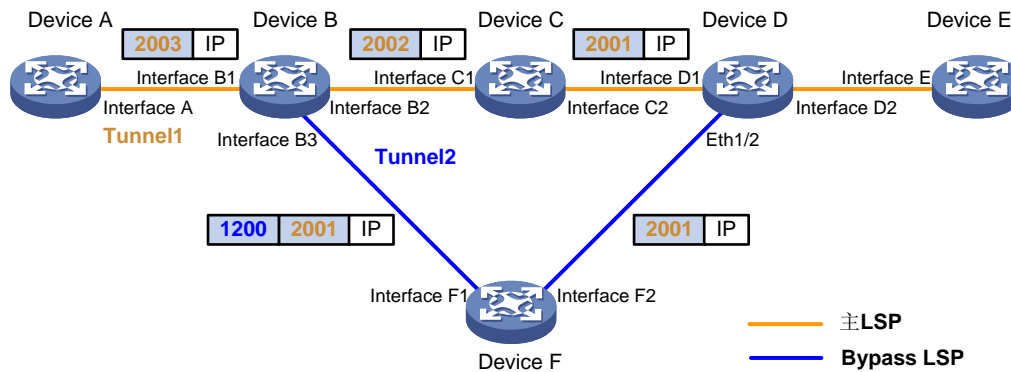 Device A
Device B
Device C
Device D
Device E
2003 IP
2002 IP
2001 IP
Interface B1
Interface C1
Interface D1
Interface E
Interface A
Interface B2
Interface C2
Interface D2
Tunnel1
Interface B3
Tunnel2
Eth1/2
1200 2001 IP
2001 IP
Interface F1
Interface F2
Device F
主LSP
Bypass LSP